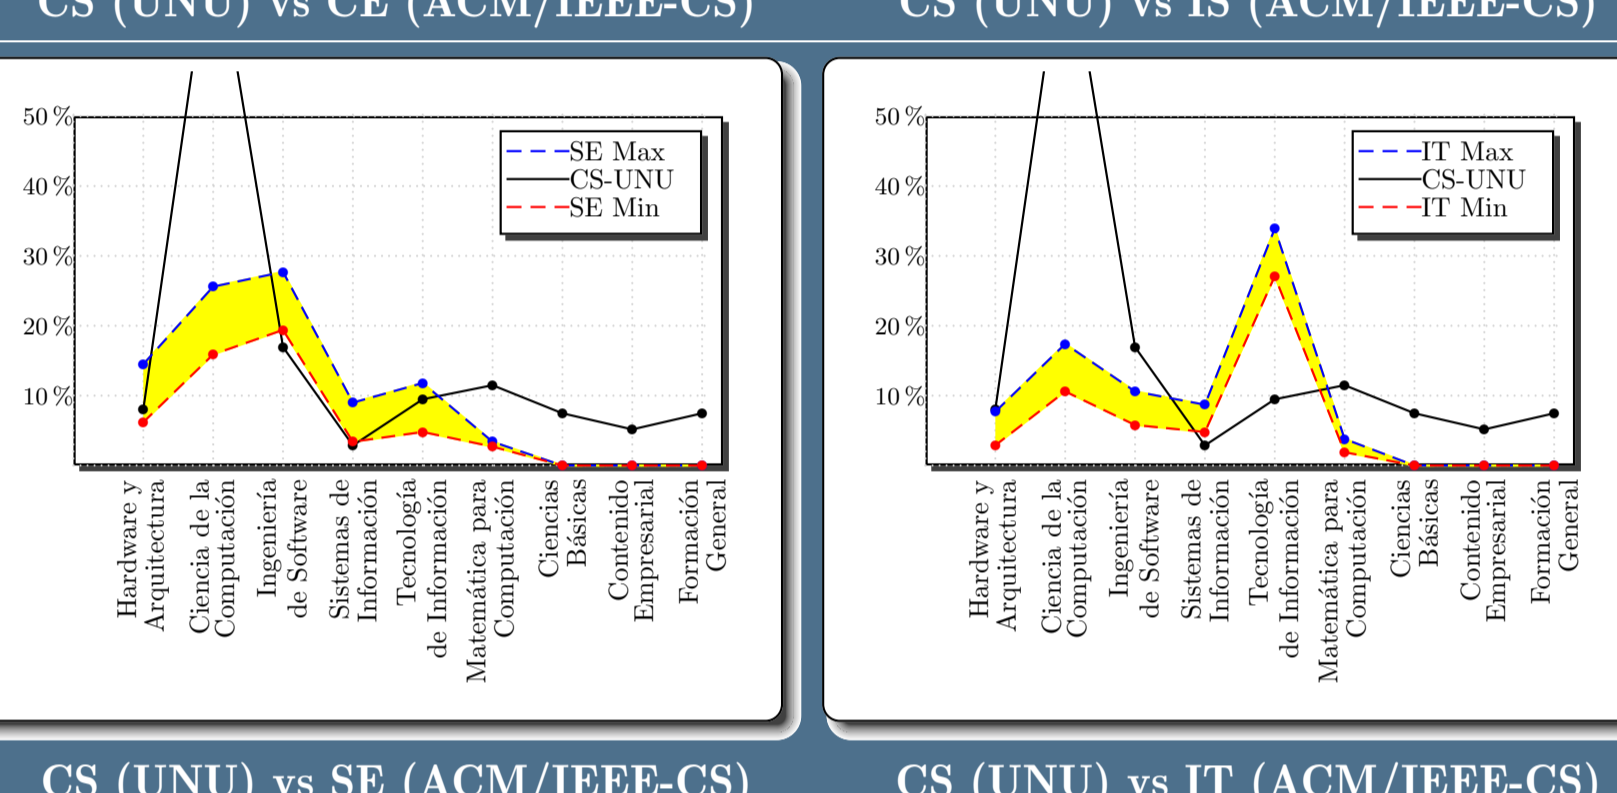 CS (UNU) vs CE (ACM/IEEE-CS)
CS (UNU) vs IS (ACM/IEEE-CS)
50 %
40 %
30 %
20 %
10 %
SE Max
CS-UNU
SE Min
Hardware y
Arquitectura
Ciencia de la
Computación
Ingeniería
de Software
Sistemas de
Información
Tecnología
de Información
Matemática para
Computación
Ciencias
Básicas
Contenido
Empresarial
Formación
General
50 %
40 %
30 %
20 %
10 %
IT Max
CS-UNU
IT Min
Hardware y
Arquitectura
Ciencia de la
Computación
Ingeniería
de Software
Sistemas de
Información
Tecnología
de Información
Matemática para
Computación
Ciencias
Básicas
Contenido
Empresarial
Formación
General
CS (UNU) vs SE (ACM/IEEE-CS)
CS (UNU) vs IT (ACM/IEEE-CS)